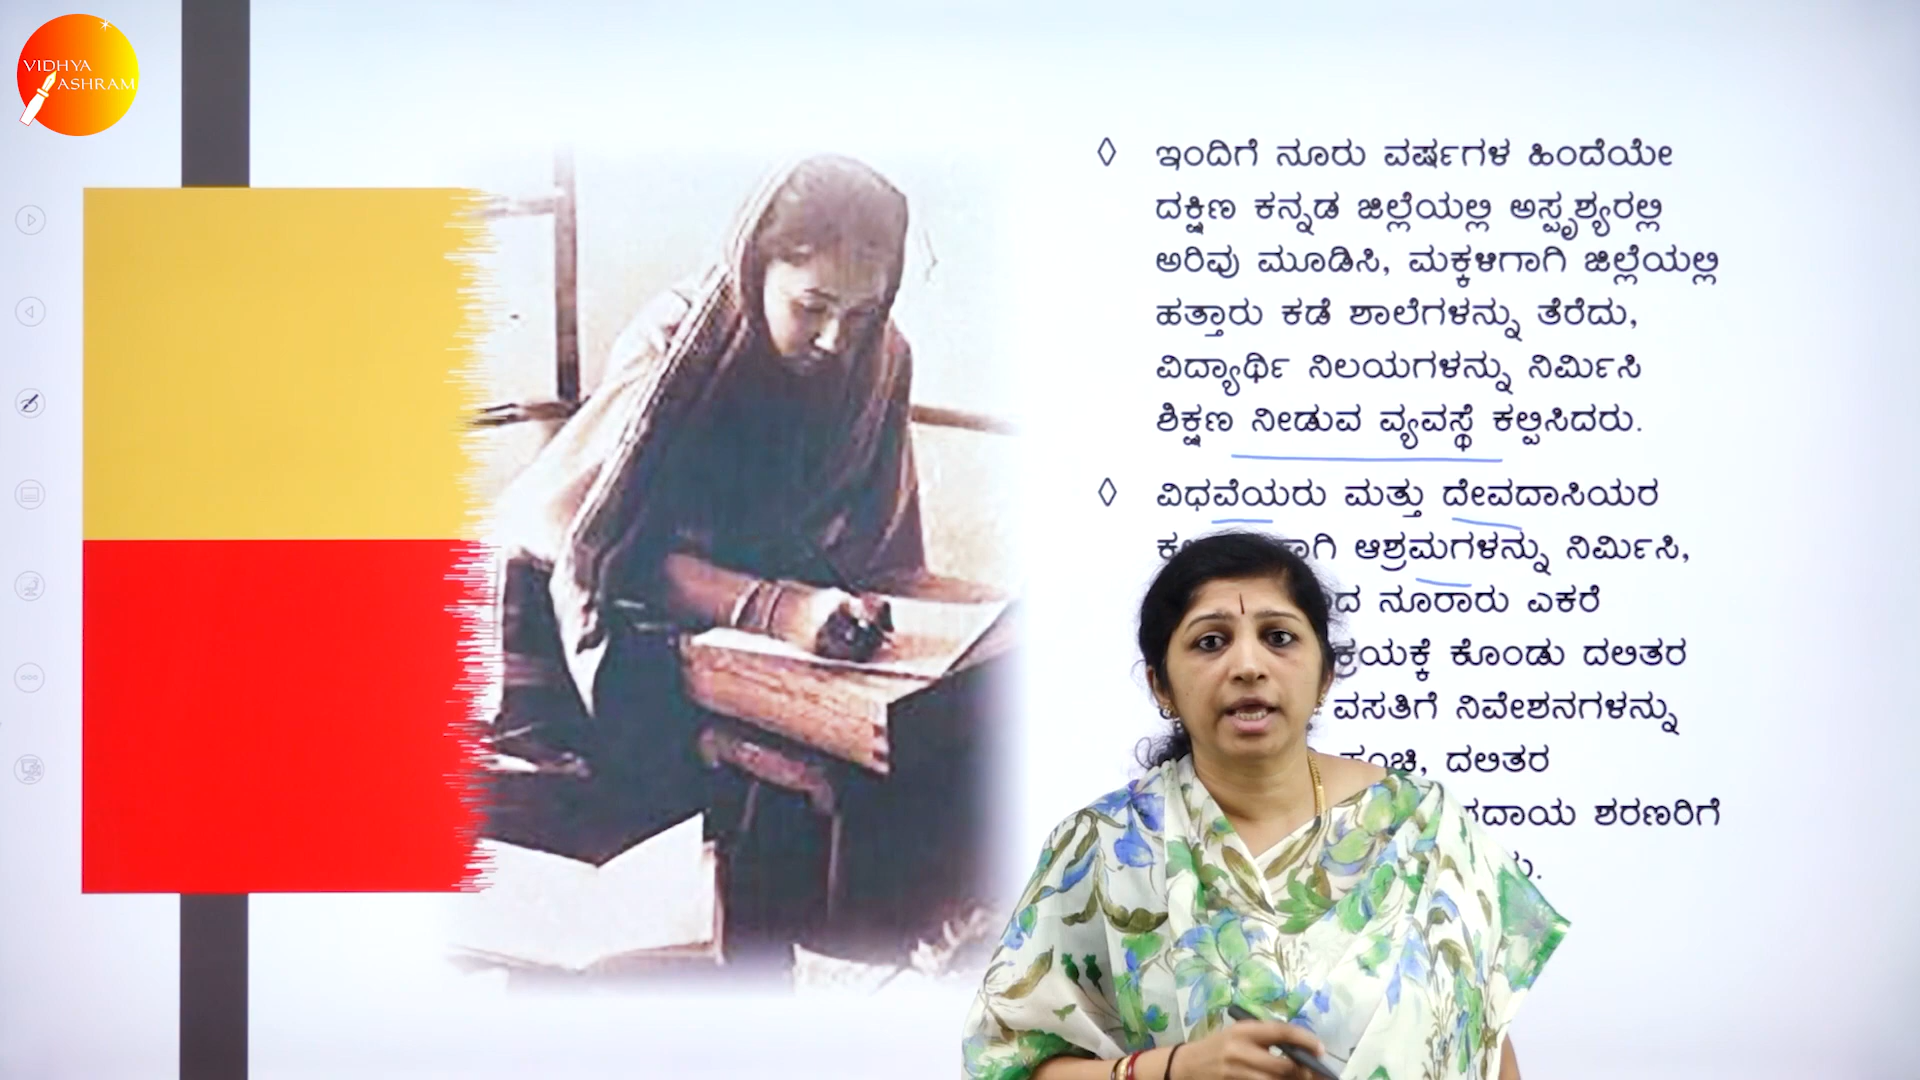 VIDHYA
ASHRAM
ಇಂದಿಗೆ ನೂರು ವರ್ಷಗಳ ಹಿಂದೆಯೇ
ದಕ್ಷಿಣ ಕನ್ನಡ ಜಿಲ್ಲೆಯಲ್ಲಿ ಅಸ್ಪೃಶ್ಯರಲ್ಲಿ
ಅರಿವು ಮೂಡಿಸಿ, ಮಕ್ಕಳಿಗಾಗಿ ಜಿಲ್ಲೆಯಲ್ಲಿ
ಹತ್ತಾರು ಕಡೆ ಶಾಲೆಗಳನ್ನು ತೆರೆದು,
ವಿದ್ಯಾರ್ಥಿ ನಿಲಯಗಳನ್ನು ನಿರ್ಮಿಸಿ
ಶಿಕ್ಷಣ ನೀಡುವ ವ್ಯವಸ್ಥೆ ಕಲ್ಪಿಸಿದರು.
ವಿಧವೆಯರು ಮತ್ತು ದೇವದಾಸಿಯರ
ಆಶ್ರಮಗಳನ್ನು ನಿರ್ಮಿಸಿ,
ನೂರಾರು ಎಕರೆ
ಕೊಂಡು ದಲಿತರ
ವಸತಿಗೆ ನಿವೇಶನಗಳನ್ನು
ದಲಿತರ
ಶರಣರಿಗೆ